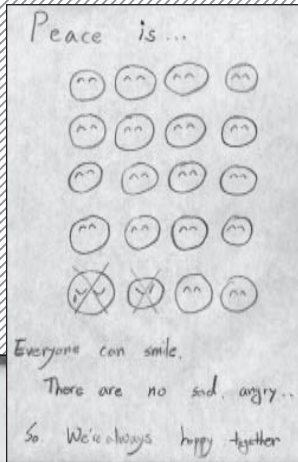 Peace is...
Everyone can smile.
There are no sad, angry..
So We're always happy together